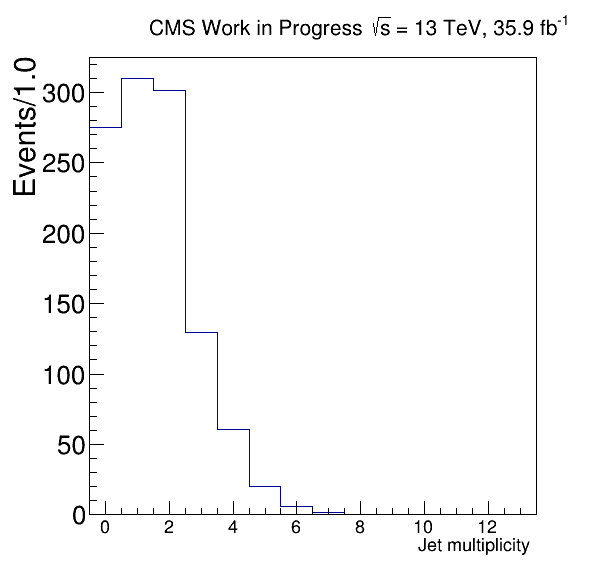 CMS Work in Progress √s = 13 TeV, 35.9 fb⁻¹
Events/1.0
300
250
200
150
100
50
0
0 2 4 6 8 10 12
Jet multiplicity